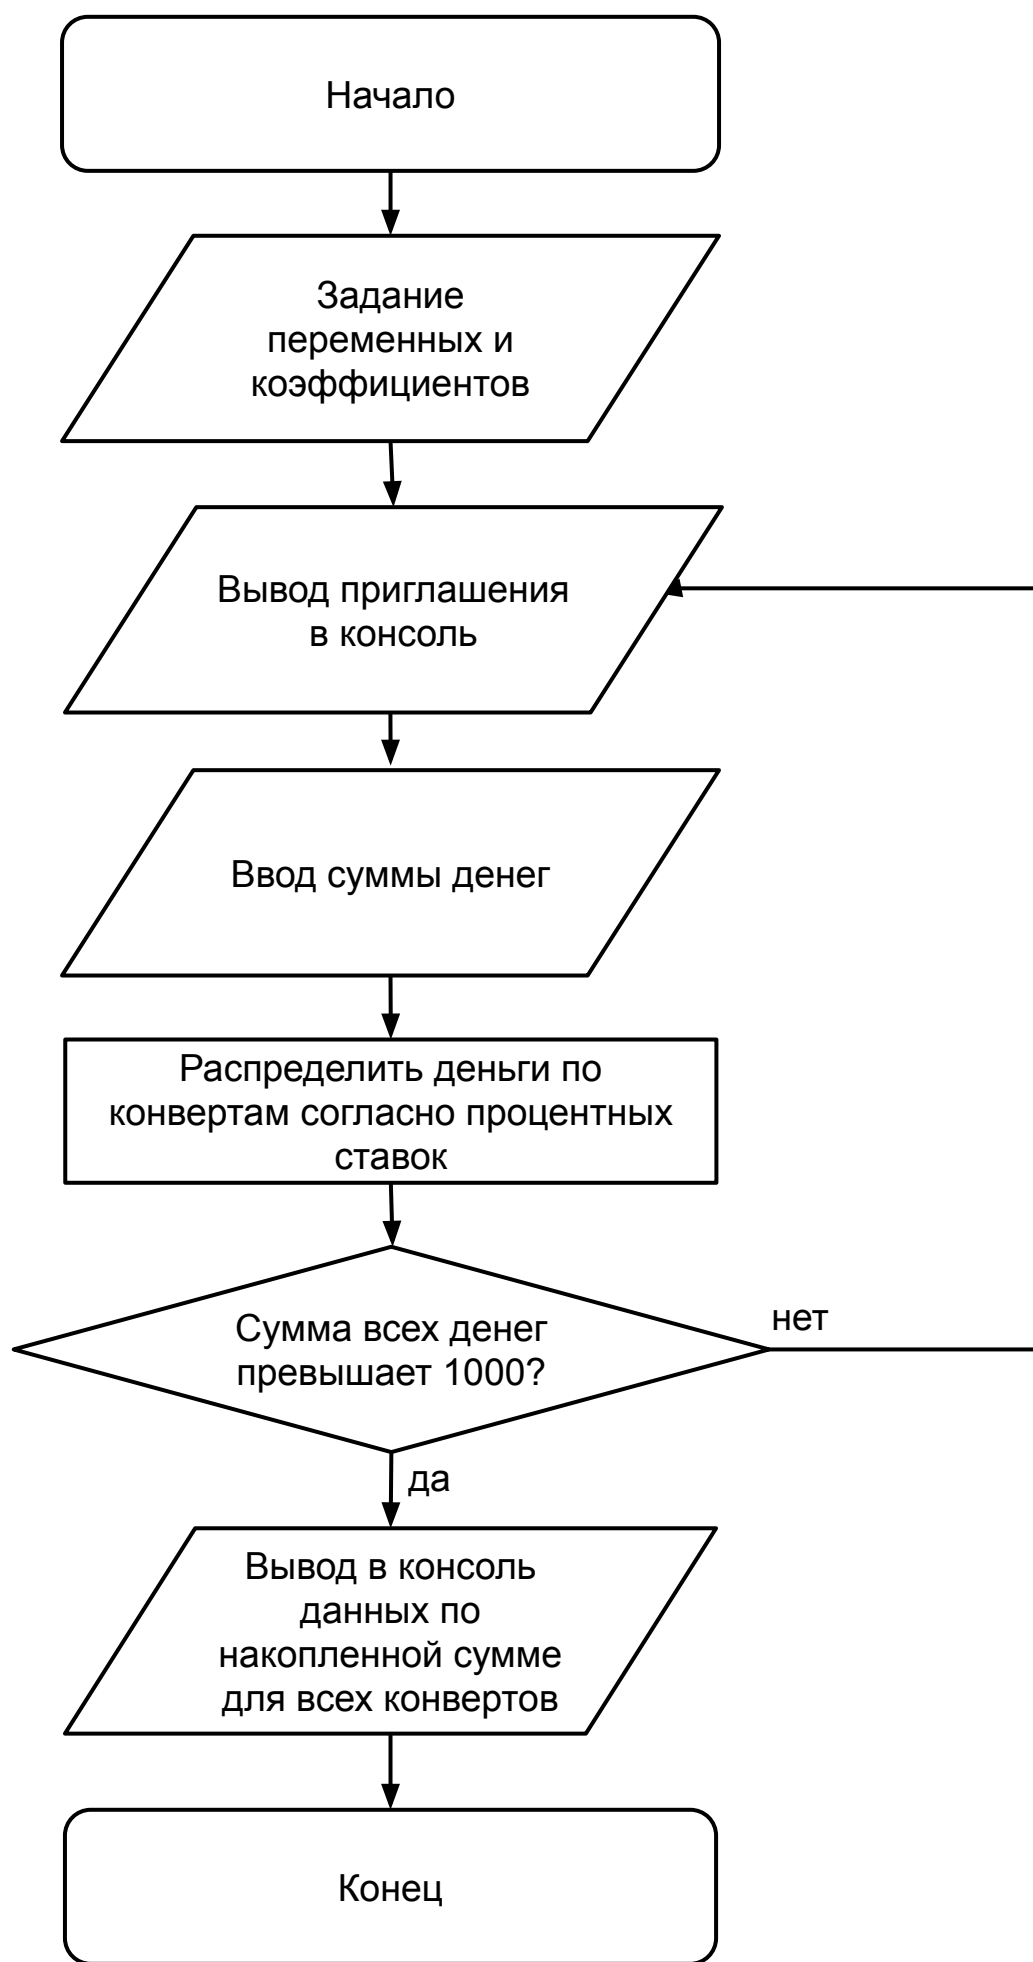 Начало
Задание
переменных и
коэффициентов
Вывод приглашения
в консоль
Ввод суммы денег
Распределить деньги по
конвертам согласно процентных
ставок
Сумма всех денег
превышает 1000?
нет
да
Вывод в консоль
данных по
накопленной сумме
для всех конвертов
Конец